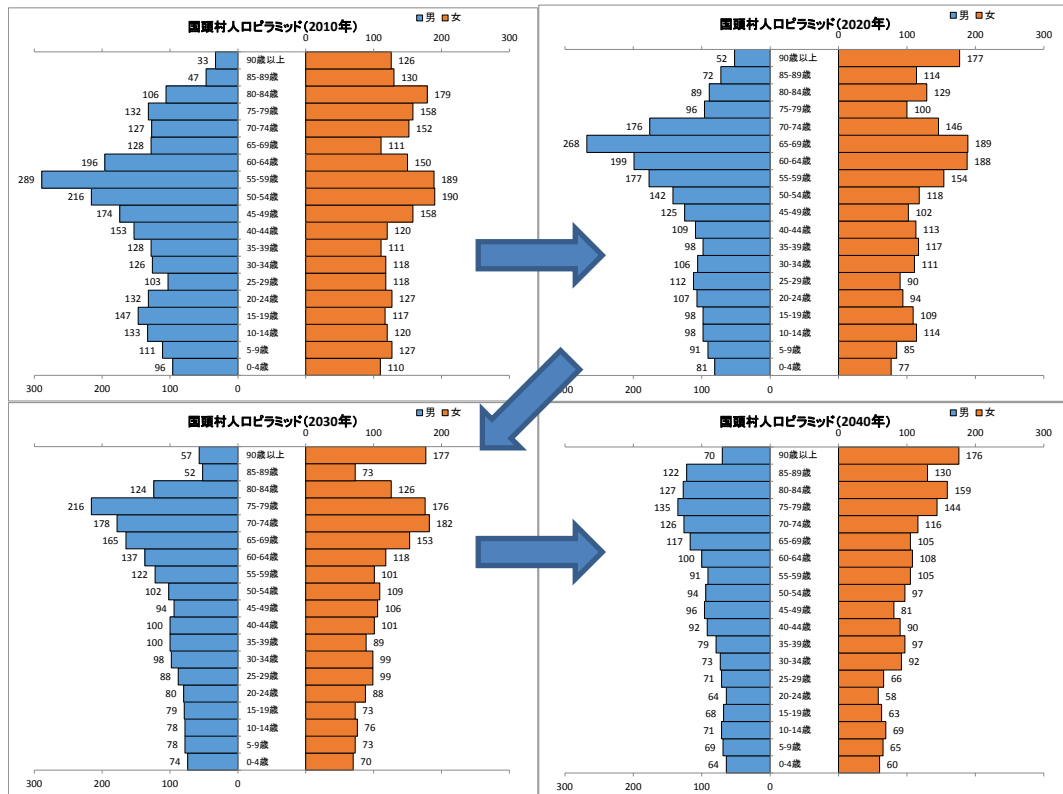 国頭村人口ピラミッド(2010年)
男 女
0 100 200 300
33 90歳以上 126
47 85-89歳 130
106 80-84歳 179
132 75-79歳 158
127 70-74歳 152
128 65-69歳 111
196 60-64歳 150
289 55-59歳 189
216 50-54歳 190
174 45-49歳 158
153 40-44歳 120
128 35-39歳 111
126 30-34歳 118
103 25-29歳 118
132 20-24歳 127
147 15-19歳 117
133 10-14歳 120
111 5-9歳 127
96 0-4歳 110
300 200 100 0
国頭村人口ピラミッド(2020年)
男 女
0 100 200 300
52 90歳以上 177
72 85-89歳 114
89 80-84歳 129
96 75-79歳 100
176 70-74歳 146
268 65-69歳 189
199 60-64歳 188
177 55-59歳 154
142 50-54歳 118
125 45-49歳 102
109 40-44歳 113
98 35-39歳 117
106 30-34歳 111
112 25-29歳 90
107 20-24歳 94
98 15-19歳 109
98 10-14歳 114
91 5-9歳 85
81 0-4歳 77
300 200 100 0
国頭村人口ピラミッド(2030年)
男 女
0 100 200
57 90歳以上 177
52 85-89歳 73
124 80-84歳 126
216 75-79歳 176
178 70-74歳 182
165 65-69歳 153
137 60-64歳 118
122 55-59歳 101
102 50-54歳 109
94 45-49歳 106
100 40-44歳 101
100 35-39歳 89
98 30-34歳 99
88 25-29歳 99
80 20-24歳 88
79 15-19歳 73
78 10-14歳 76
78 5-9歳 73
74 0-4歳 70
300 200 100 0
国頭村人口ピラミッド(2040年)
男 女
0 100 200 300
70 90歳以上 176
122 85-89歳 130
127 80-84歳 159
135 75-79歳 144
126 70-74歳 116
117 65-69歳 105
100 60-64歳 108
91 55-59歳 105
94 50-54歳 97
96 45-49歳 81
92 40-44歳 90
79 35-39歳 97
73 30-34歳 92
71 25-29歳 66
64 20-24歳 58
68 15-19歳 63
71 10-14歳 69
69 5-9歳 65
64 0-4歳 60
300 200 100 0